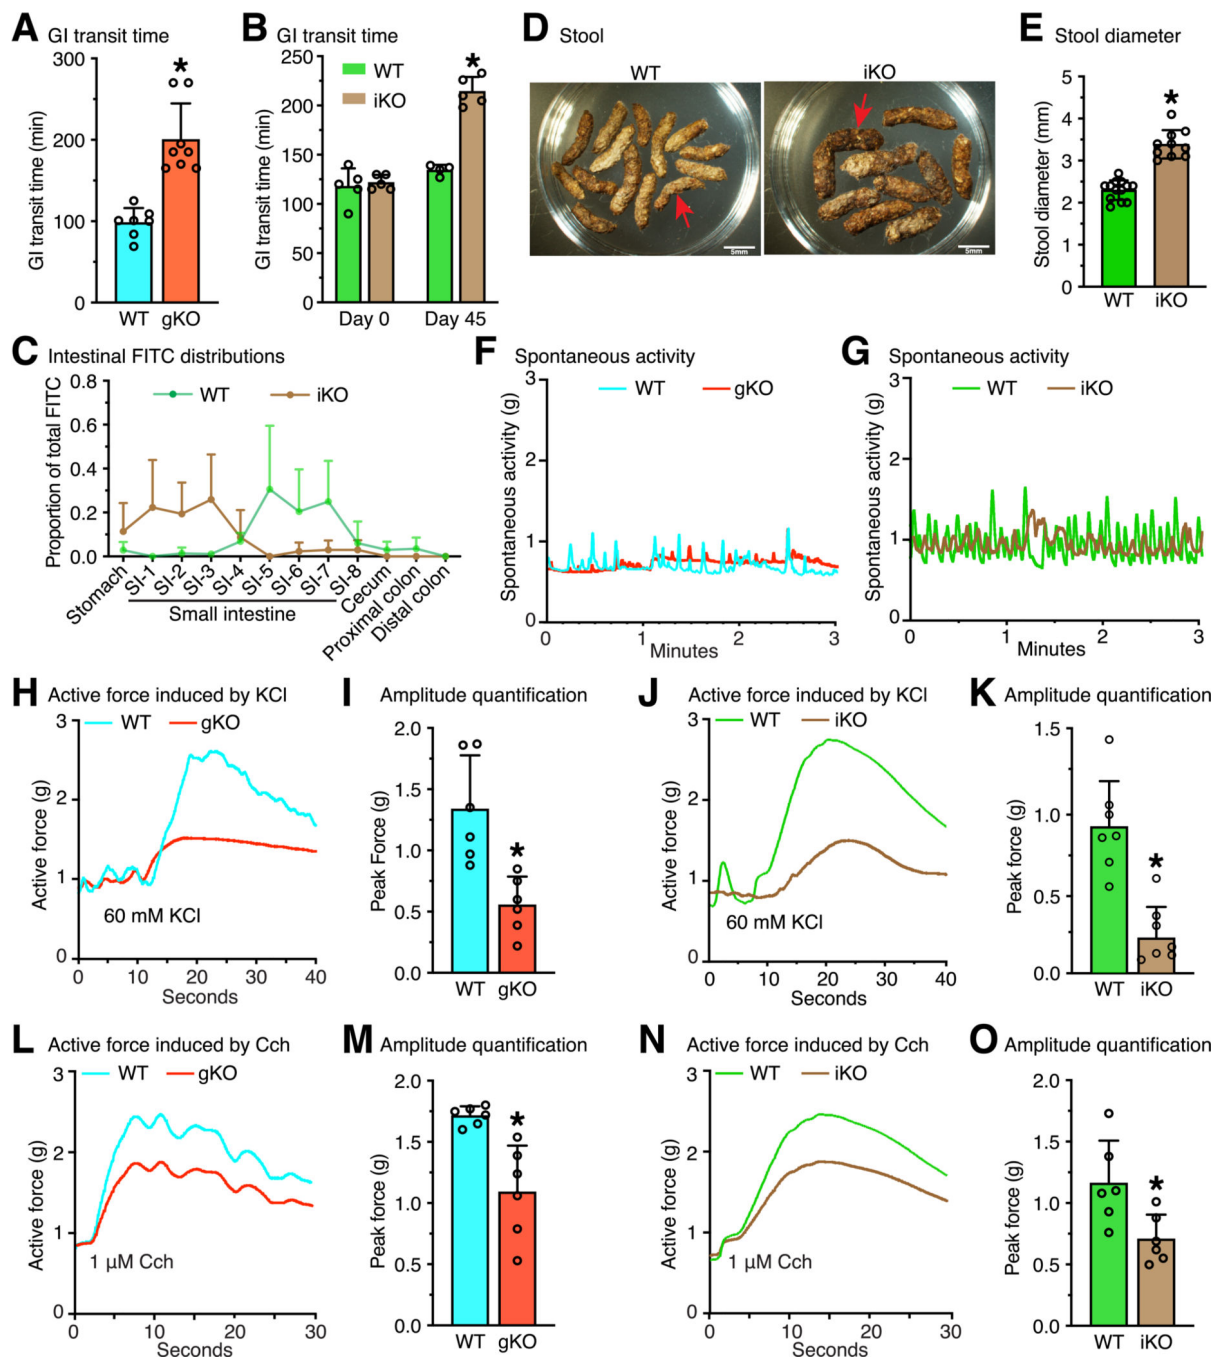 A GI transit time
GI transit time (min)
300
200
100
0
*
WT gKO
B GI transit time
GI transit time (min)
250
200
150
100
50
0
WT
iKO
*
Day 0 Day 45
D Stool
WT
5mm
iKO
5mm
E Stool diameter
Stool diameter (mm)
5
4
3
2
1
0
*
WT iKO
C Intestinal FITC distributions
Proportion of total FITC
0.8
0.6
0.4
0.2
0.0
WT iKO
Stomach
SI-1
SI-2
SI-3
SI-4
SI-5
SI-6
SI-7
SI-8
Cecum
Proximal colon
Distal colon
Small intestine
F Spontaneous activity
Spontaneous activity (g)
3
2
1
0
WT gKO
0 1 2 3
Minutes
G Spontaneous activity
Spontaneous activity (g)
3
2
1
0
WT iKO
0 1 2 3
Minutes
H Active force induced by KCl
Active force (g)
3
2
1
0
WT gKO
60 mM KCl
0 10 20 30 40
Seconds
I Amplitude quantification
Peak Force (g)
2.0
1.5
1.0
0.5
0.0
*
WT gKO
J Active force induced by KCl
Active force (g)
3
2
1
0
WT iKO
60 mM KCl
0 10 20 30 40
Seconds
K Amplitude quantification
Peak force (g)
1.5
1.0
0.5
0.0
*
WT iKO
L Active force induced by Cch
Active force (g)
3
2
1
0
WT gKO
1 µM Cch
0 10 20 30
Seconds
M Amplitude quantification
Peak force (g)
2.0
1.5
1.0
0.5
0.0
*
WT gKO
N Active force induced by Cch
Active force (g)
3
2
1
0
WT iKO
1 µM Cch
0 10 20 30
Seconds
O Amplitude quantification
Peak force (g)
2.0
1.5
1.0
0.5
0.0
*
WT iKO